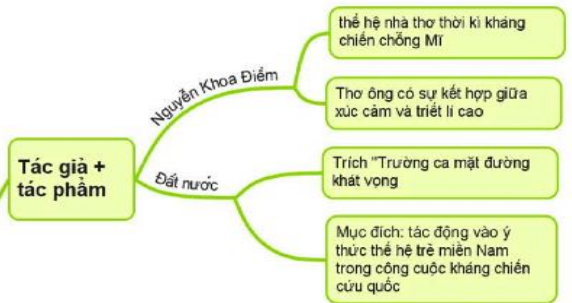 thế hệ nhà thơ thời kì kháng
chiến chống Mĩ
Nguyễn Khoa Điềm
Thơ ông có sự kết hợp giữa
xúc cảm và triết lí cao
Tác giả +
tác phẩm
Đất nước
Trích "Trường ca mặt đường
khát vọng
Mục đích: tác động vào ý
thức thế hệ trẻ miền Nam
trong công cuộc kháng chiến
cứu quốc